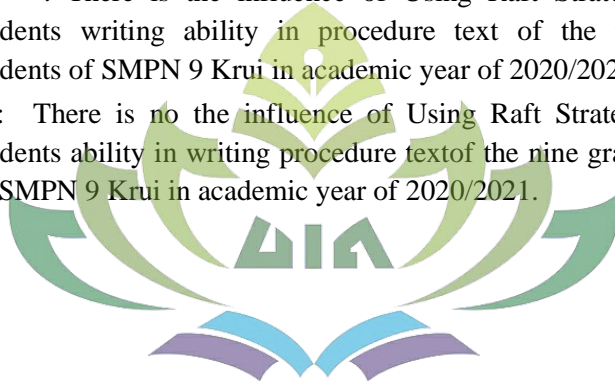 : There is the influence of Using Raft Strate
dents writing ability in procedure text of the
dents of SMPN 9 Krui in academic year of 2020/202
: There is no the influence of Using Raft Strate
dents ability in writing procedure textof the nine gra
SMPN 9 Krui in academic year of 2020/2021.
UIN